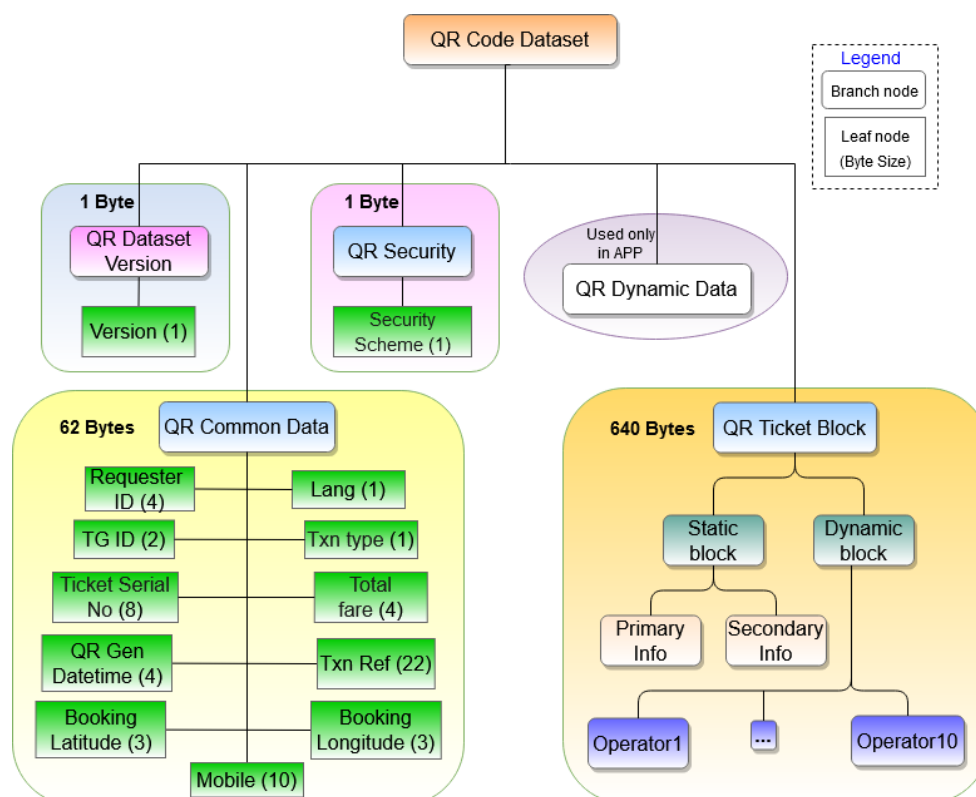 QR Code Dataset
Legend
Branch node
Leaf node
(Byte Size)
1 Byte
QR Dataset
Version
Version (1)
1 Byte
QR Security
Security
Scheme (1)
Used only
in APP
QR Dynamic Data
62 Bytes
QR Common Data
Requester
ID (4)
Lang (1)
TG ID (2)
Txn type (1)
Ticket Serial
No (8)
Total
fare (4)
QR Gen
Datetime (4)
Txn Ref (22)
Booking
Latitude (3)
Booking
Longitude (3)
Mobile (10)
640 Bytes
QR Ticket Block
Static
block
Dynamic
block
Primary
Info
Secondary
Info
Operator1
...
Operator10